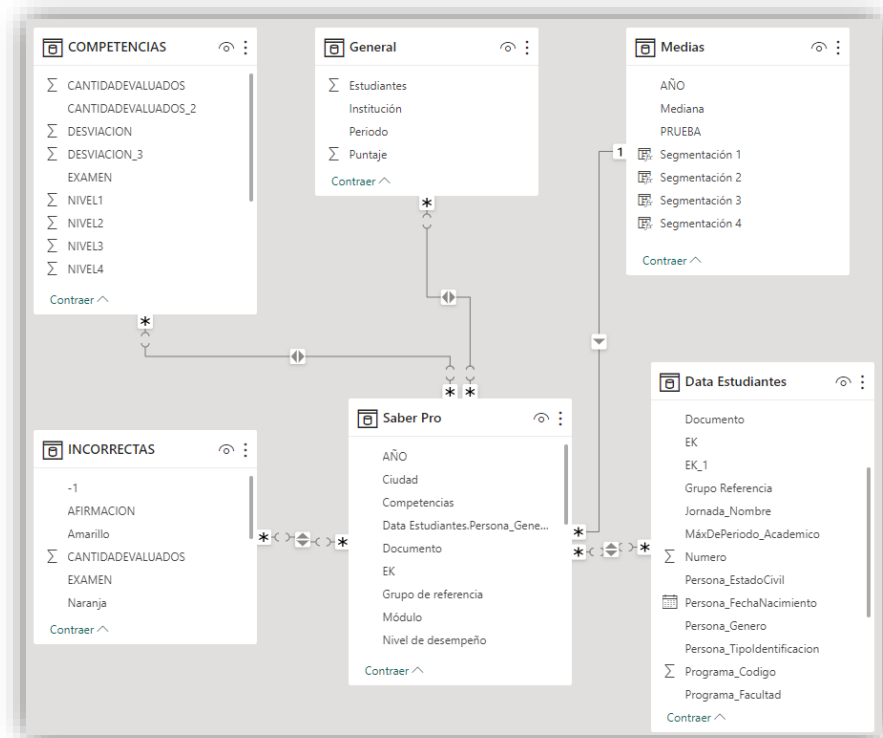 COMPETENCIAS
CANTIDADEVALUADOS
CANTIDADEVALUADOS_2
DESVIACION
DESVIACION_3
EXAMEN
NIVEL1
NIVEL2
NIVEL3
NIVEL4
Contraer
General
Estudiantes
Institución
Periodo
Puntaje
Contraer
Medias
AÑO
Mediana
PRUEBA
Segmentación 1
Segmentación 2
Segmentación 3
Segmentación 4
Contraer
1
*
*
*
*
INCORRECTAS
-1
AFIRMACION
Amarillo
CANTIDADEVALUADOS
EXAMEN
Naranja
Contraer
*
*
Saber Pro
AÑO
Ciudad
Competencias
Data Estudiantes.Persona_Gene...
Documento
EK
Grupo de referencia
Módulo
Nivel de desempeño
Contraer
*
*
*
Data Estudiantes
Documento
EK
EK_1
Grupo Referencia
Jornada_Nombre
MáxDePeriodo_Academico
Numero
Persona_EstadoCivil
Persona_FechaNacimiento
Persona_Genero
Persona_TipoIdentificacion
Programa_Codigo
Programa_Facultad
Contraer